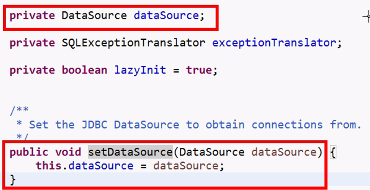 private DataSource dataSource;
private SQLExceptionTranslator exceptionTranslator;
private boolean lazyInit = true;
/**
* Set the JDBC DataSource to obtain connections from.
public void setDataSource(DataSource dataSource) {
this.dataSource = dataSource;
}